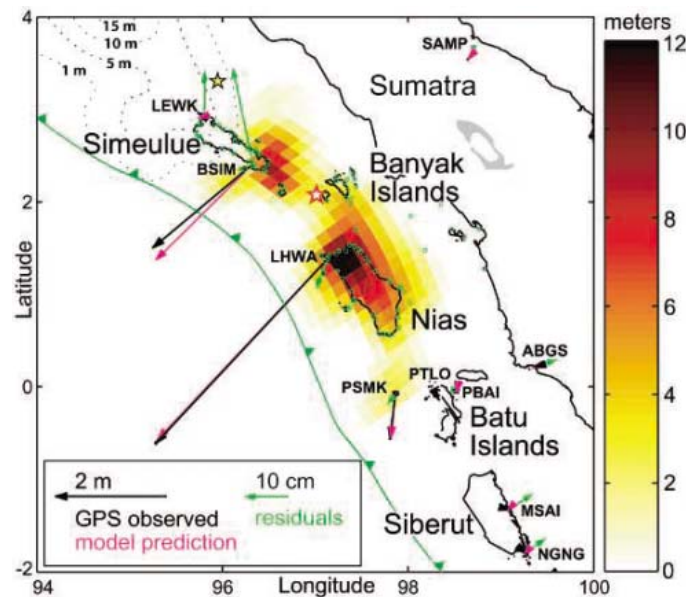 meters
4
2
0
-2
Latitude
94
96
98
100
Longitude
15 m
10 m
5 m
1 m
SAMP
Sumatra
LEWK
Simeulue
BSIM
Banyak
Islands
LHWA
Nias
ABGS
PTLO
PSMK
PBAI
Batu
Islands
MSAI
Siberut
NGNG
2 m
10 cm
GPS observed
residuals
model prediction
12
10
8
6
4
2
0